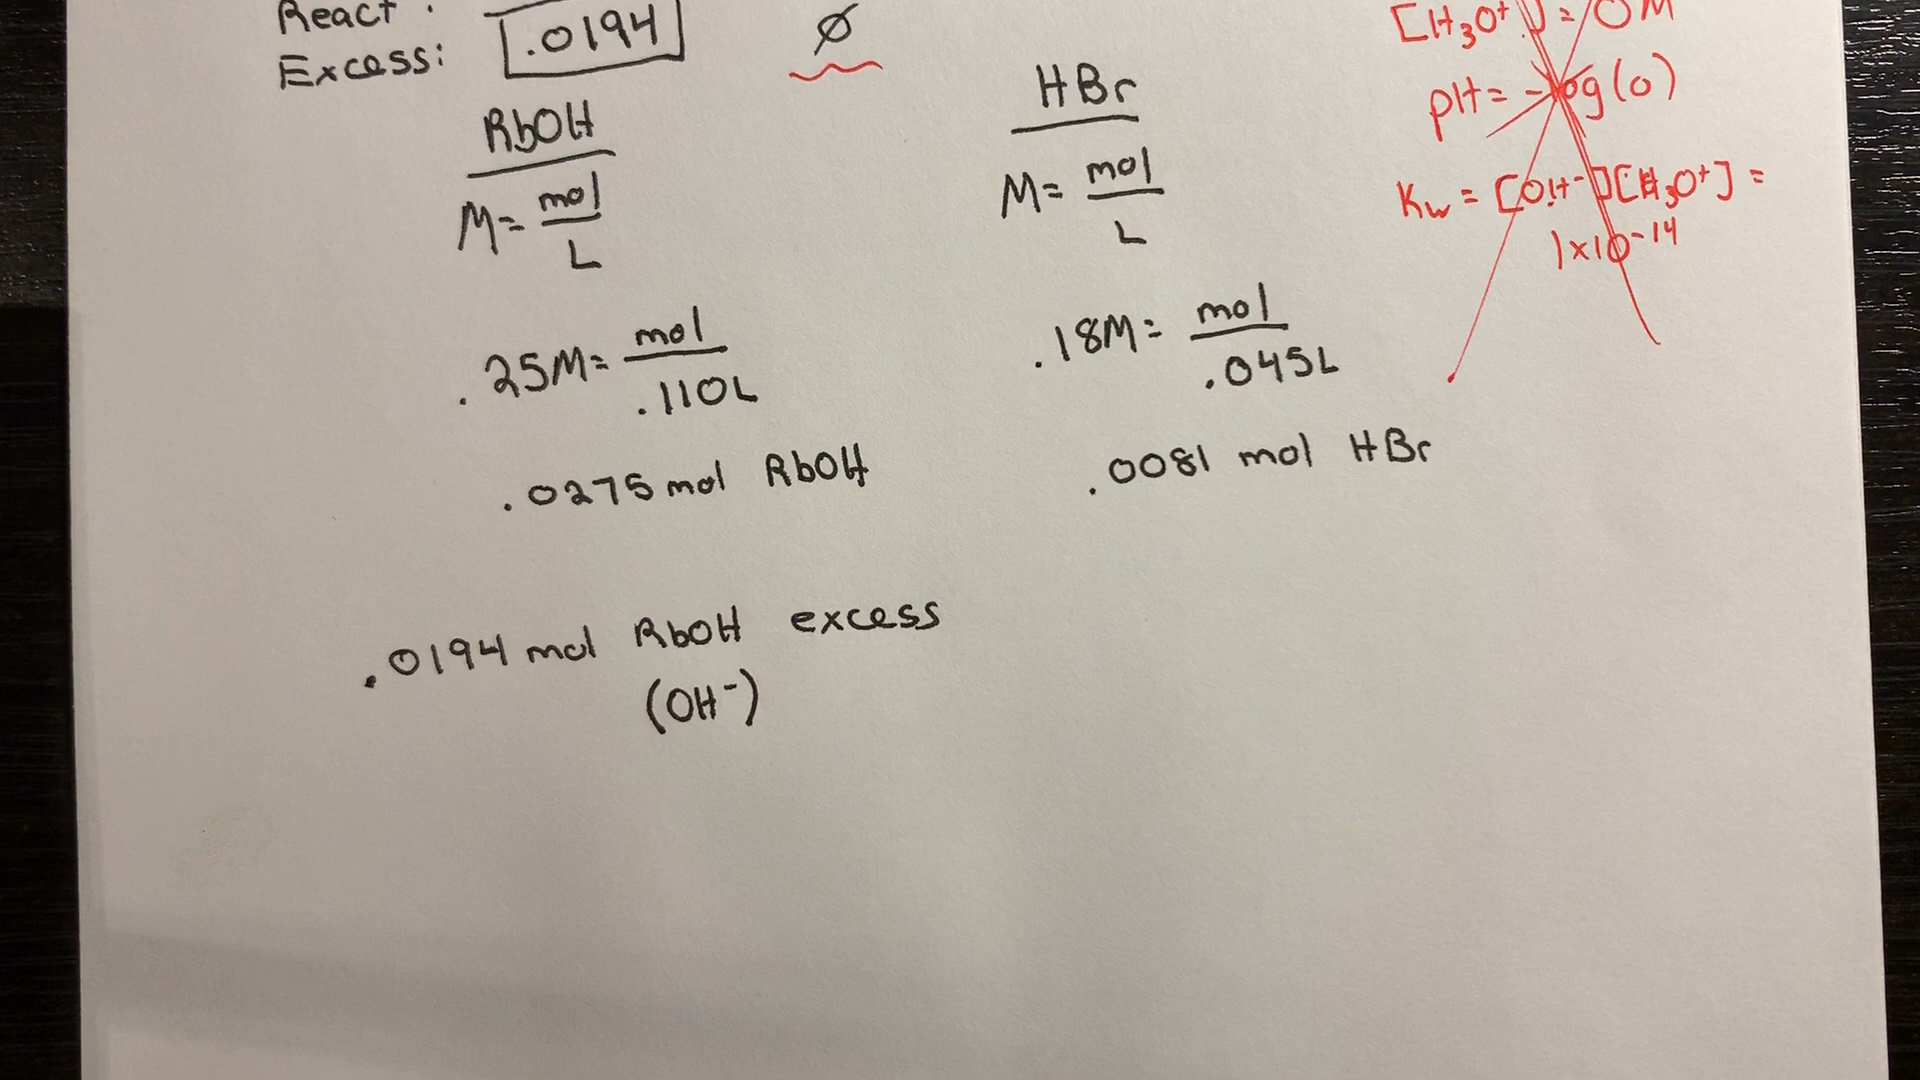 React :
Excess: .0194 ∅
RbOH
M = mol / L
.25M = mol / .110L
.0275 mol RbOH
HBr
M = mol / L
.18M = mol / .045L
.0081 mol HBr
.0194 mol RbOH excess
(OH⁻)
[H₃O⁺] = 0M
pH = -log(0)
Kw = [OH⁻][H₃O⁺] =
1x10⁻¹⁴